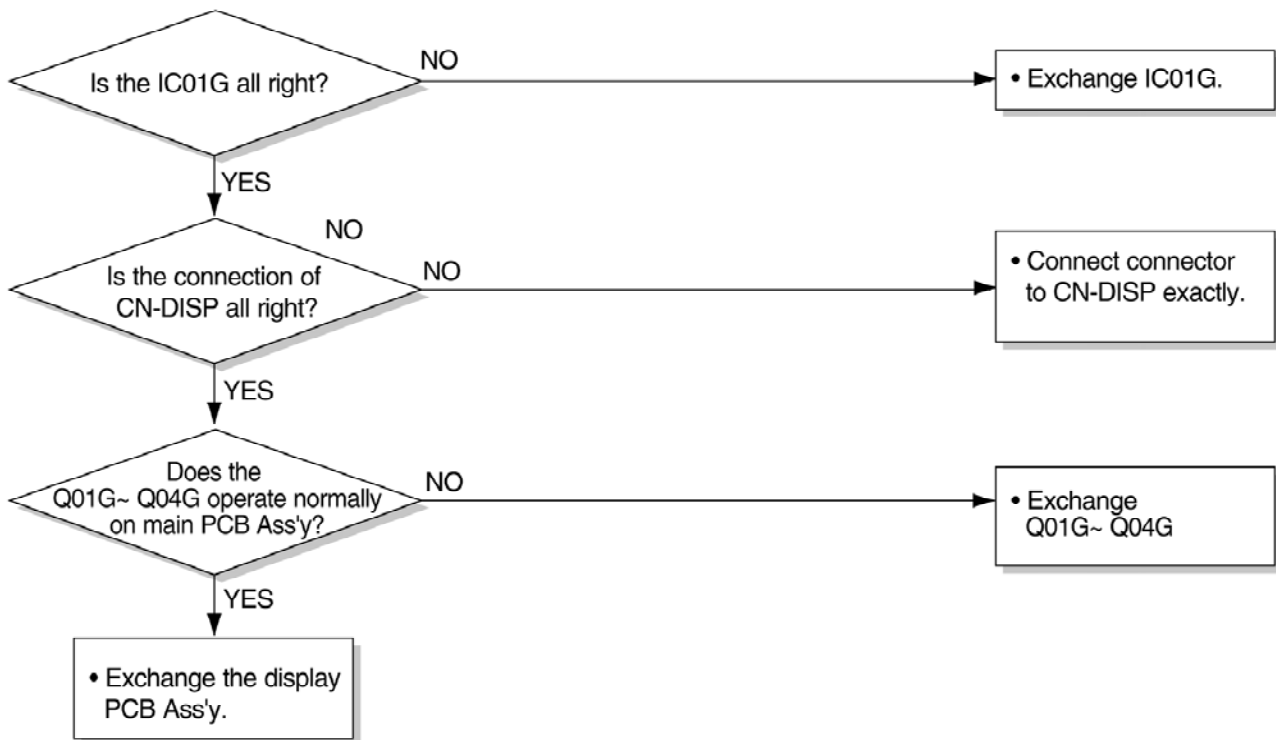 Is the IC01G all right?
NO
• Exchange IC01G.
YES
NO
Is the connection of
CN-DISP all right?
NO
• Connect connector
to CN-DISP exactly.
YES
Does the
Q01G~ Q04G operate normally
on main PCB Ass'y?
NO
• Exchange
Q01G~ Q04G
YES
• Exchange the display
PCB Ass'y.